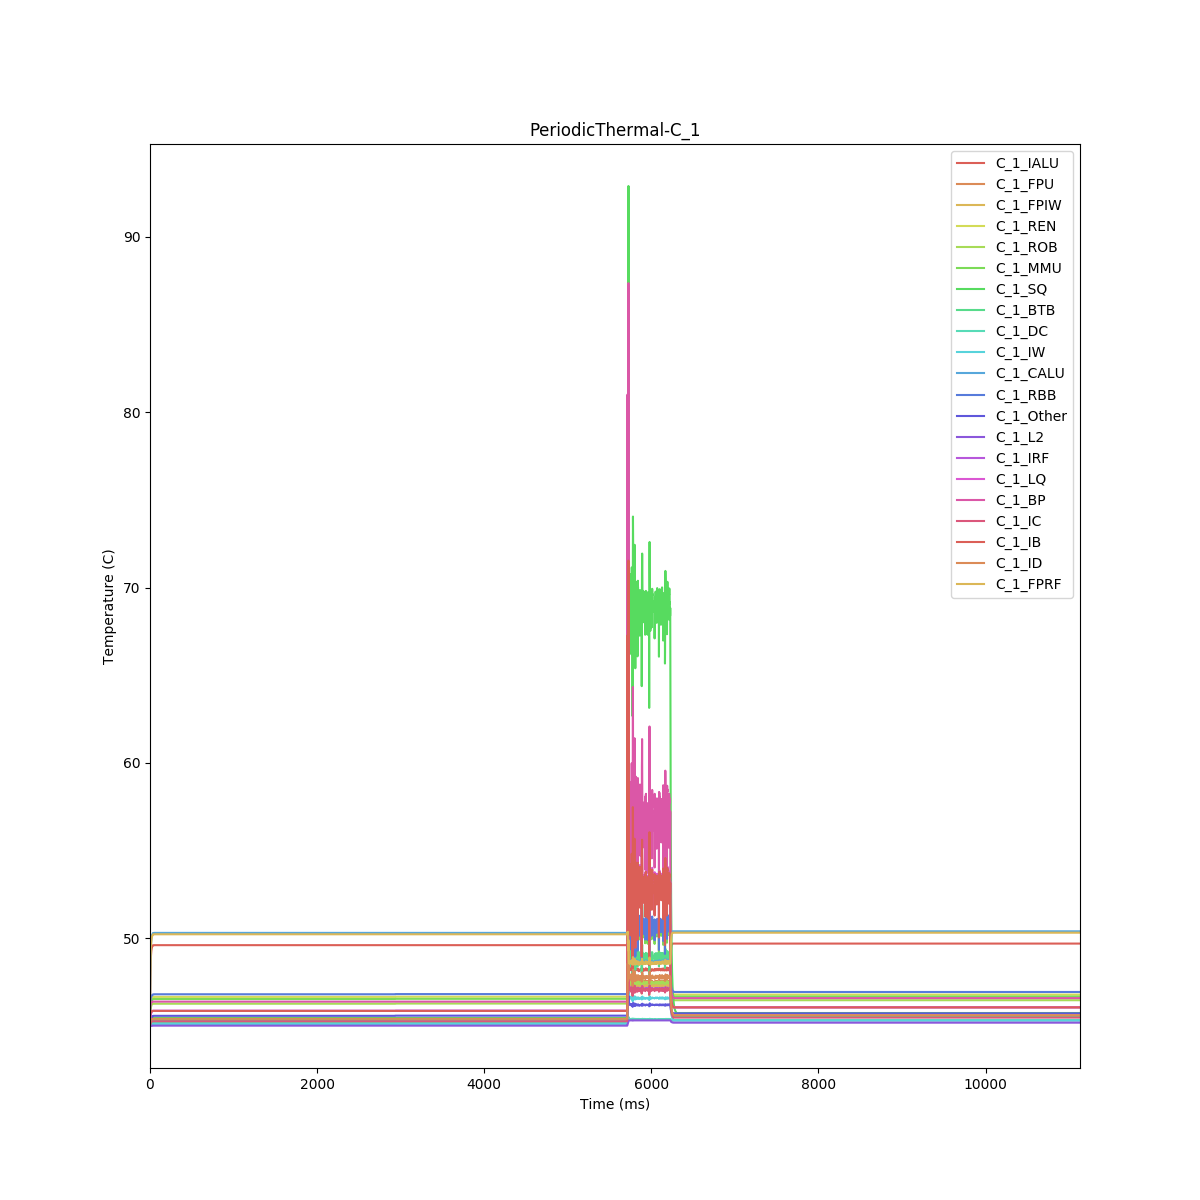 PeriodicThermal-C_1
C_1_IALU
C_1_FPU
C_1_FPIW
C_1_REN
C_1_ROB
C_1_MMU
C_1_SQ
C_1_BTB
C_1_DC
C_1_IW
C_1_CALU
C_1_RBB
C_1_Other
C_1_L2
C_1_IRF
C_1_LQ
C_1_BP
C_1_IC
C_1_IB
C_1_ID
C_1_FPRF
90
80
70
60
50
Temperature (C)
0 2000 4000 6000 8000 10000
Time (ms)